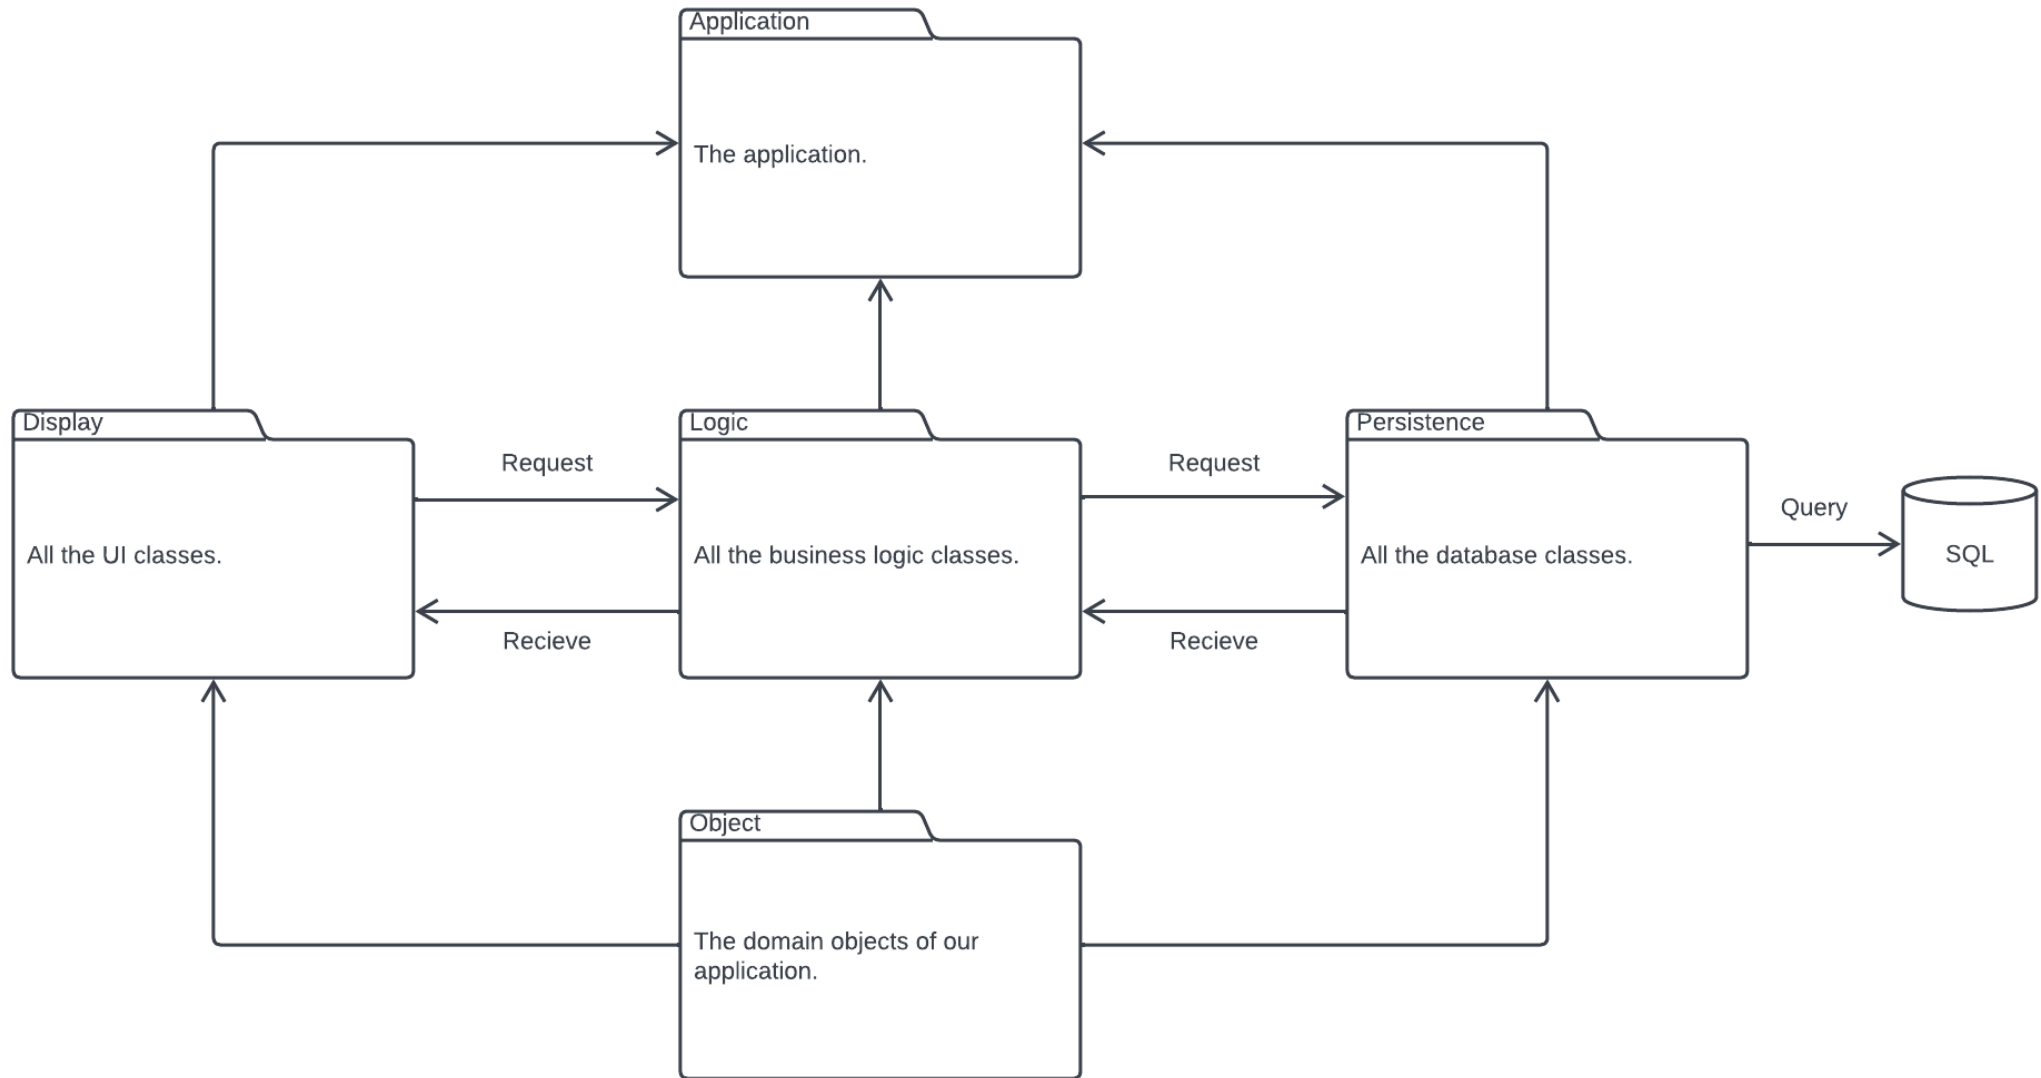 Application
The application.
Display
Logic
Persistence
Request
Request
Query
All the UI classes.
All the business logic classes.
All the database classes.
SQL
Recieve
Recieve
Object
The domain objects of our
application.